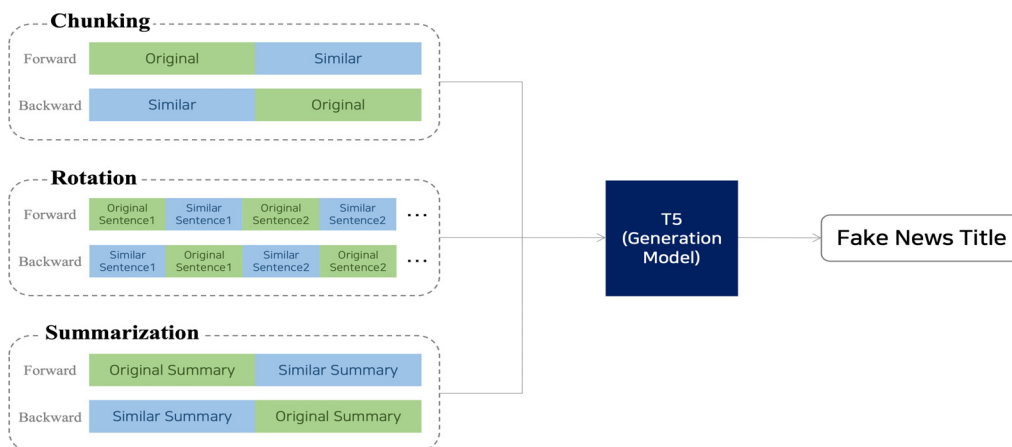 Chunking
Forward
Original
Similar
Backward
Similar
Original
Rotation
Forward
Original
Sentence1
Similar
Sentence1
Original
Sentence2
Similar
Sentence2
...
Backward
Similar
Sentence1
Original
Sentence1
Similar
Sentence2
Original
Sentence2
...
Summarization
Forward
Original Summary
Similar Summary
Backward
Similar Summary
Original Summary
T5
(Generation
Model)
Fake News Title